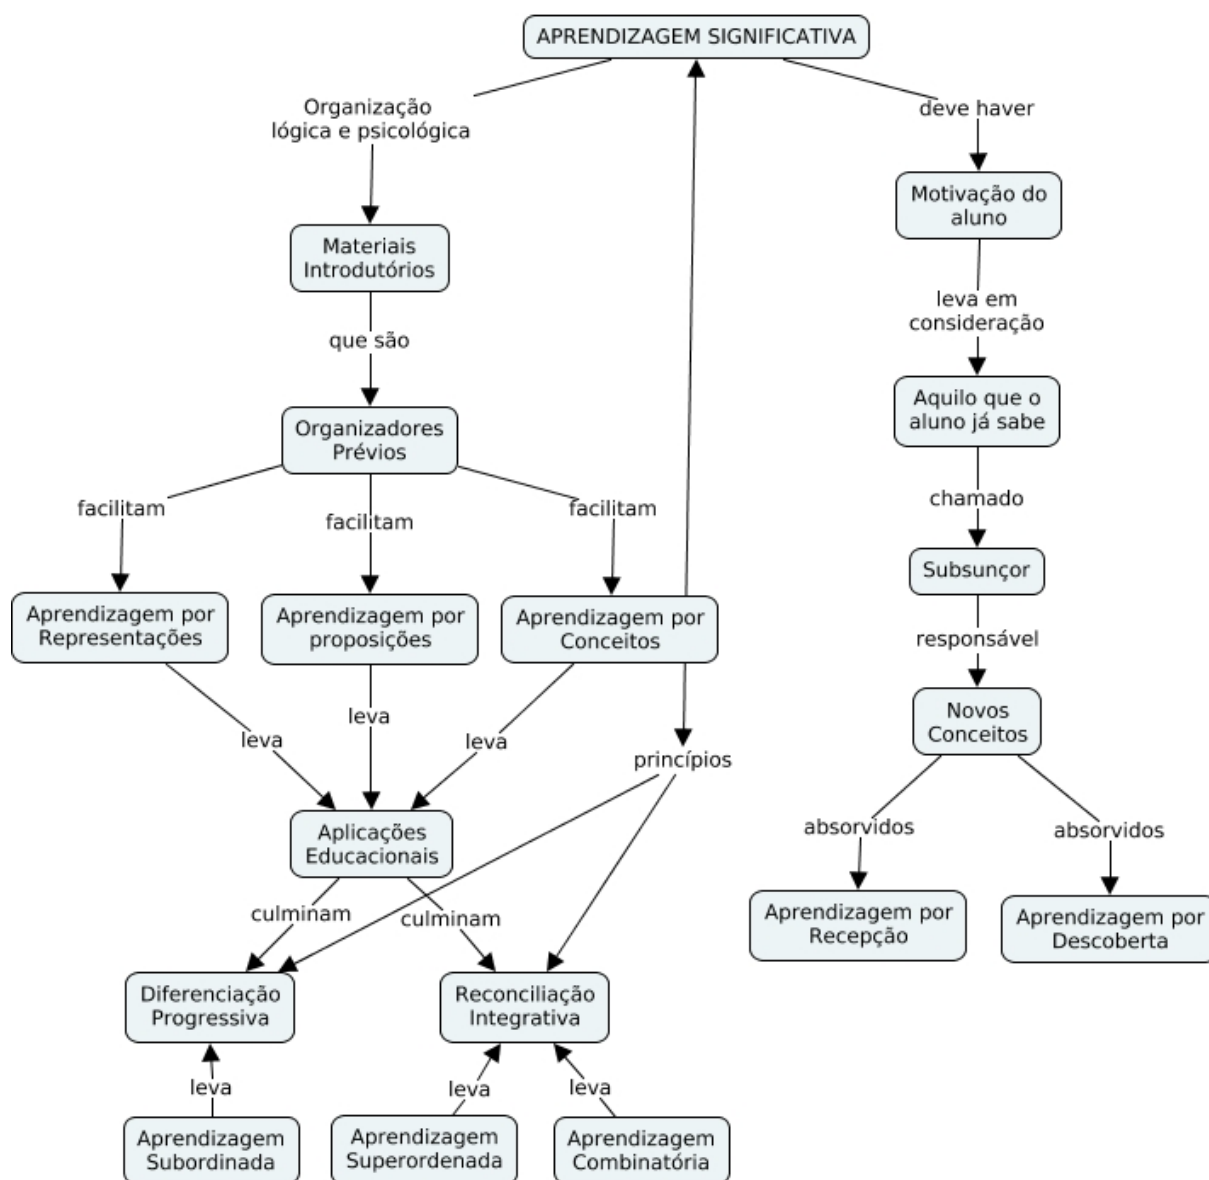 APRENDIZAGEM SIGNIFICATIVA
Organização
lógica e psicológica
deve haver
Motivação do
aluno
Materiais
Introdutórios
leva em
consideração
que são
Aquilo que o
aluno já sabe
Organizadores
Prévios
chamado
facilitam
facilitam
facilitam
Subsunçor
Aprendizagem por
Representações
Aprendizagem por
proposições
Aprendizagem por
Conceitos
responsável
Novos
Conceitos
leva
leva
leva
princípios
Aplicações
Educacionais
absorvidos
absorvidos
culminam
culminam
Aprendizagem por
Recepção
Aprendizagem por
Descoberta
Diferenciação
Progressiva
Reconciliação
Integrativa
leva
leva
leva
Aprendizagem
Subordinada
Aprendizagem
Superordenada
Aprendizagem
Combinatória